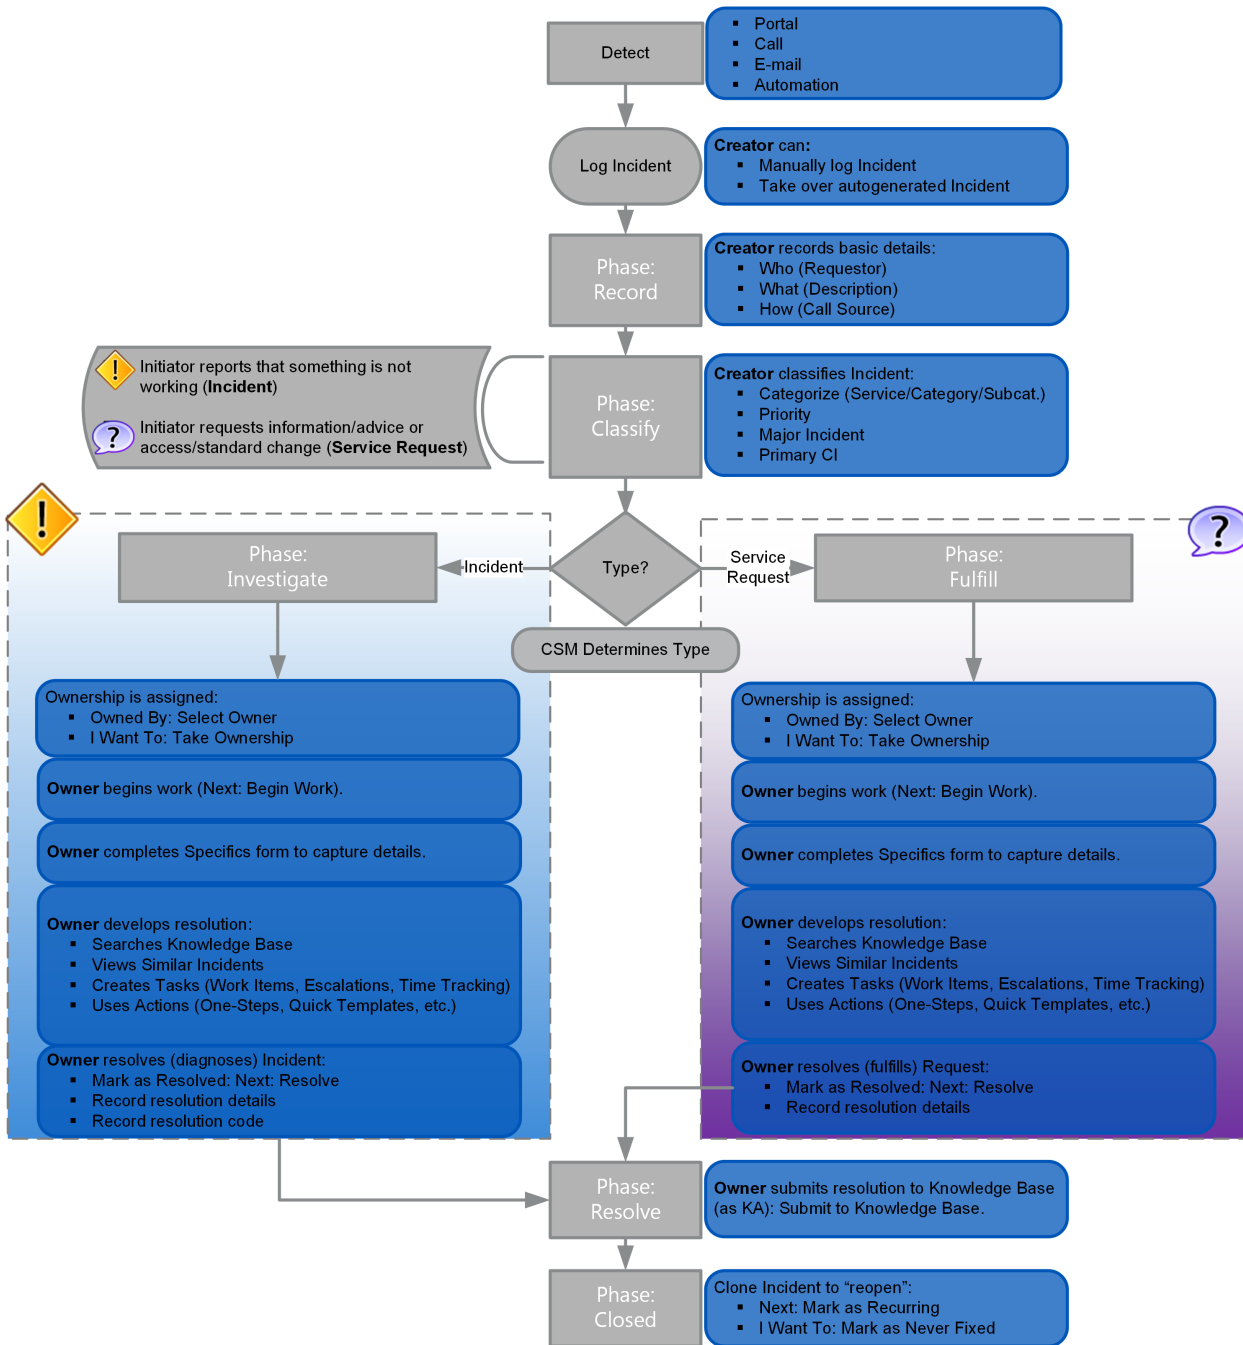 Detect
▪ Portal
▪ Call
▪ E-mail
▪ Automation
Log Incident
Creator can:
▪ Manually log Incident
▪ Take over autogenerated Incident
Phase:
Record
Creator records basic details:
▪ Who (Requestor)
▪ What (Description)
▪ How (Call Source)
! Initiator reports that something is not
working (Incident)
? Initiator requests information/advice or
access/standard change (Service Request)
Phase:
Classify
Creator classifies Incident:
▪ Categorize (Service/Category/Subcat.)
▪ Priority
▪ Major Incident
▪ Primary CI
!
Phase:
Investigate
Incident
Type?
Service
Request
Phase:
Fulfill
?
CSM Determines Type
Ownership is assigned:
▪ Owned By: Select Owner
▪ I Want To: Take Ownership
Owner begins work (Next: Begin Work).
Owner completes Specifics form to capture details.
Owner develops resolution:
▪ Searches Knowledge Base
▪ Views Similar Incidents
▪ Creates Tasks (Work Items, Escalations, Time Tracking)
▪ Uses Actions (One-Steps, Quick Templates, etc.)
Owner resolves (diagnoses) Incident:
▪ Mark as Resolved: Next: Resolve
▪ Record resolution details
▪ Record resolution code
Ownership is assigned:
▪ Owned By: Select Owner
▪ I Want To: Take Ownership
Owner begins work (Next: Begin Work).
Owner completes Specifics form to capture details.
Owner develops resolution:
▪ Searches Knowledge Base
▪ Views Similar Incidents
▪ Creates Tasks (Work Items, Escalations, Time Tracking)
▪ Uses Actions (One-Steps, Quick Templates, etc.)
Owner resolves (fulfills) Request:
▪ Mark as Resolved: Next: Resolve
▪ Record resolution details
Phase:
Resolve
Owner submits resolution to Knowledge Base
(as KA): Submit to Knowledge Base.
Phase:
Closed
Clone Incident to “reopen”:
▪ Next: Mark as Recurring
▪ I Want To: Mark as Never Fixed